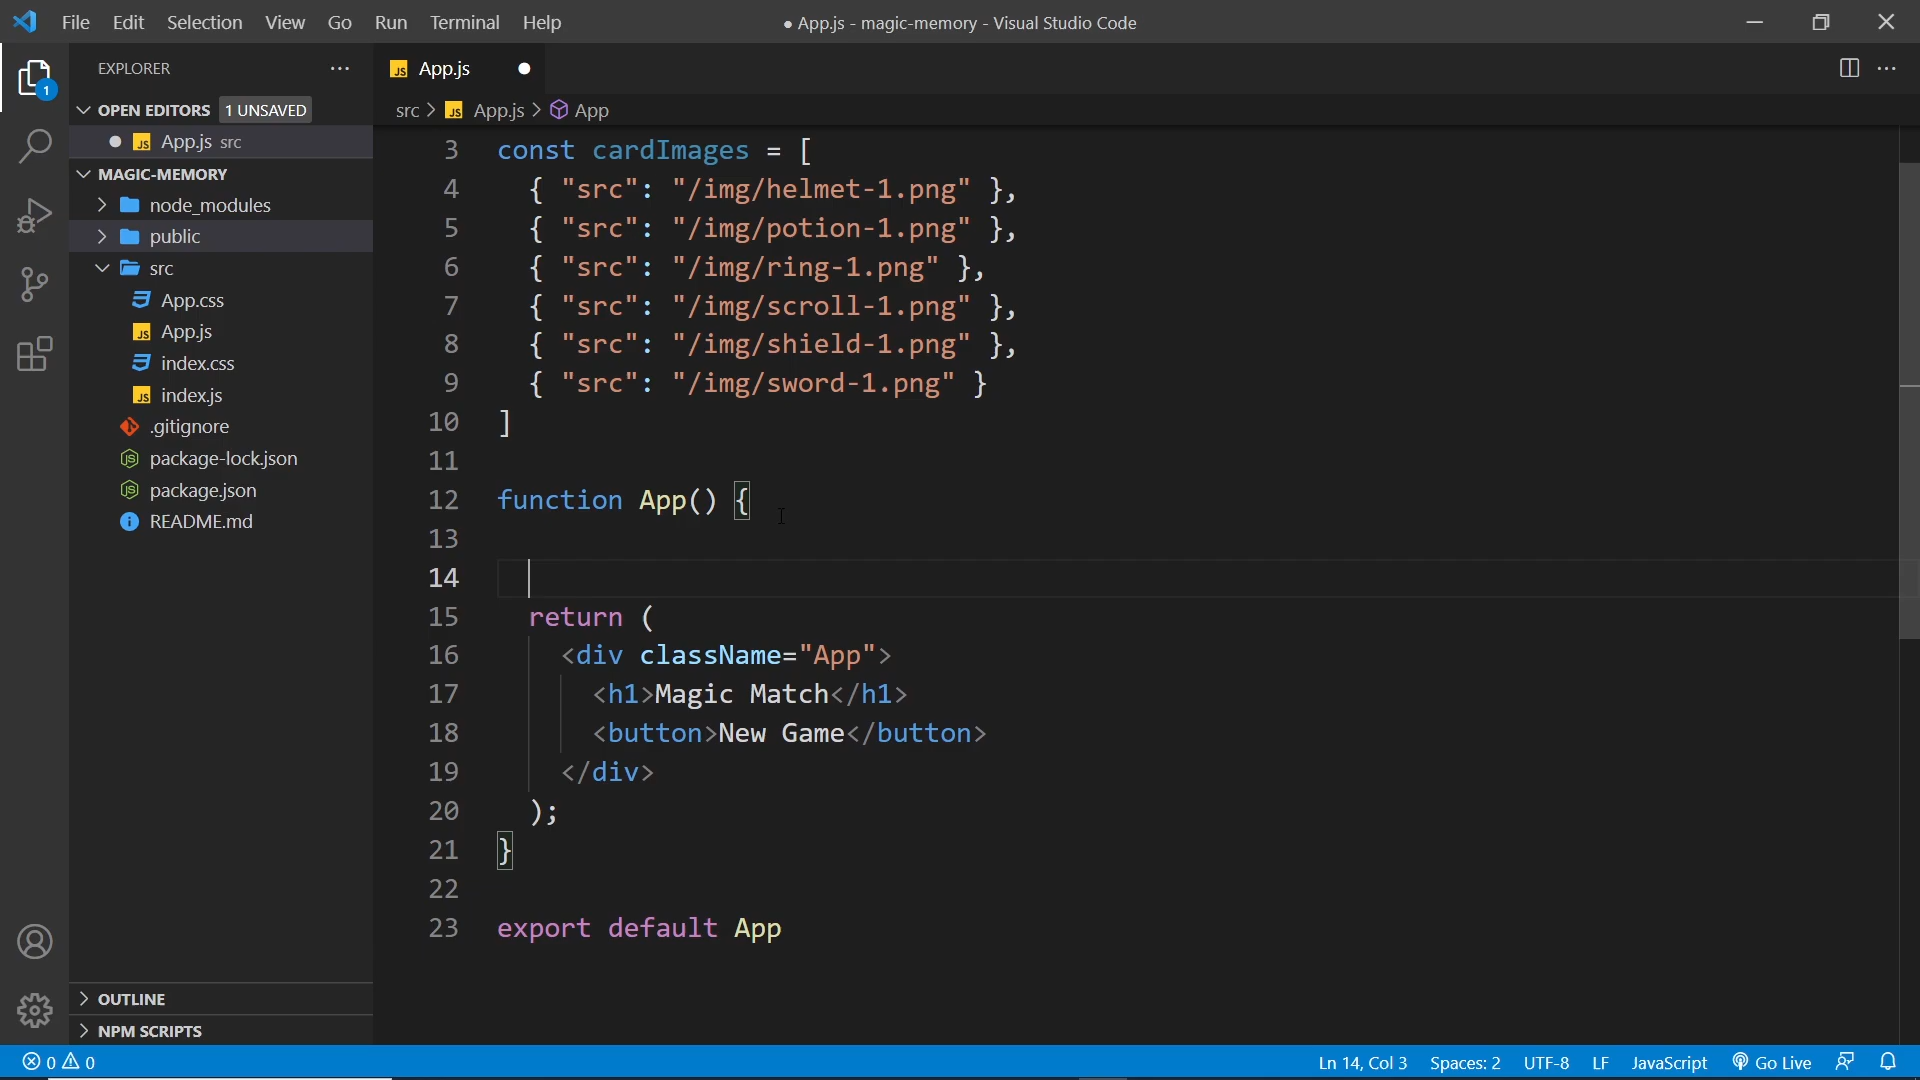 File Edit Selection View Go Run Terminal Help
● App.js - magic-memory - Visual Studio Code
EXPLORER
1
OPEN EDITORS 1 UNSAVED
JS App.js src
MAGIC-MEMORY
node_modules
public
src
App.css
JS App.js
index.css
JS index.js
.gitignore
package-lock.json
package.json
README.md
OUTLINE
NPM SCRIPTS
JS App.js
src > JS App.js > App
3 const cardImages = [
4 { "src": "/img/helmet-1.png" },
5 { "src": "/img/potion-1.png" },
6 { "src": "/img/ring-1.png" },
7 { "src": "/img/scroll-1.png" },
8 { "src": "/img/shield-1.png" },
9 { "src": "/img/sword-1.png" }
10 ]
11
12 function App() {
13
14
15 return (
16 <div className="App">
17 <h1>Magic Match</h1>
18 <button>New Game</button>
19 </div>
20 );
21 }
22
23 export default App
0 0
Ln 14, Col 3 Spaces: 2 UTF-8 LF JavaScript Go Live